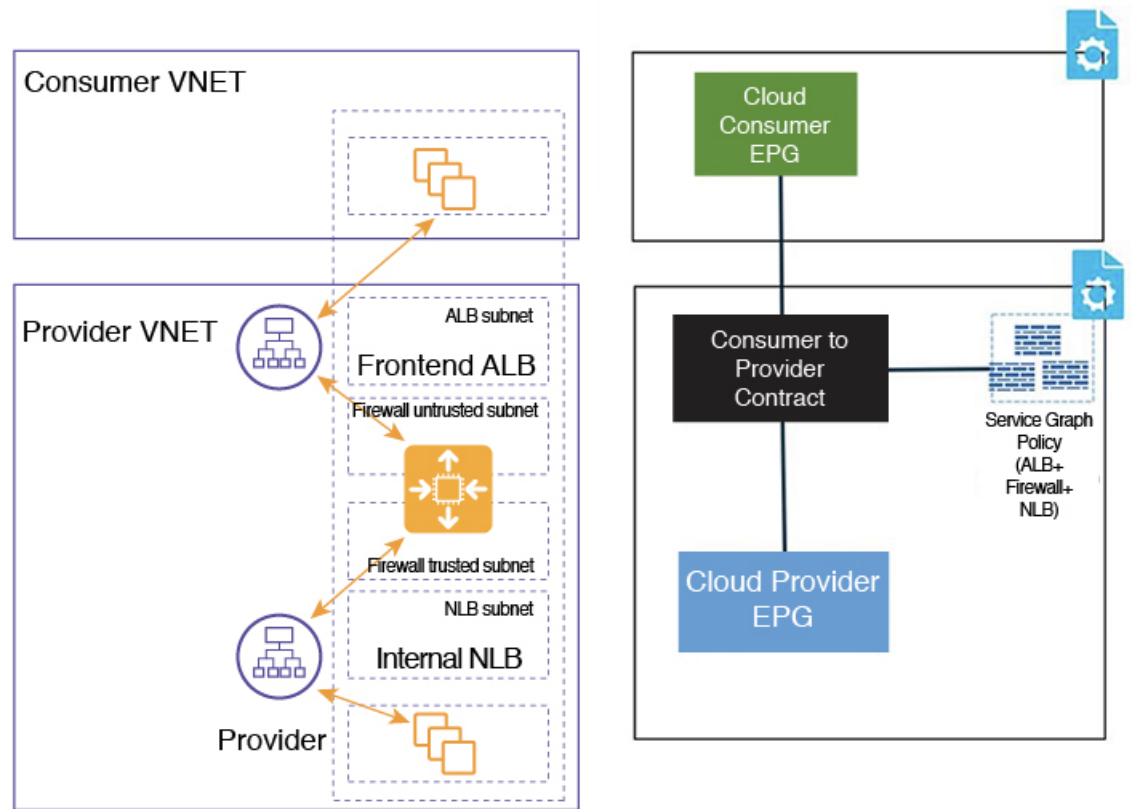 Consumer VNET
Provider VNET
ALB subnet
Frontend ALB
Firewall untrusted subnet
Firewall trusted subnet
NLB subnet
Internal NLB
Provider
Cloud
Consumer
EPG
Consumer to
Provider
Contract
Service Graph
Policy
(ALB+
Firewall+
NLB)
Cloud Provider
EPG